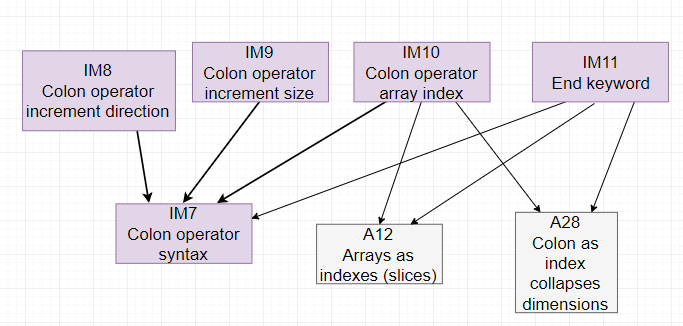 IM8
Colon operator
increment direction
IM9
Colon operator
increment size
IM10
Colon operator
array index
IM11
End keyword
IM7
Colon operator
syntax
A12
Arrays as
indexes (slices)
A28
Colon as
index
collapses
dimensions